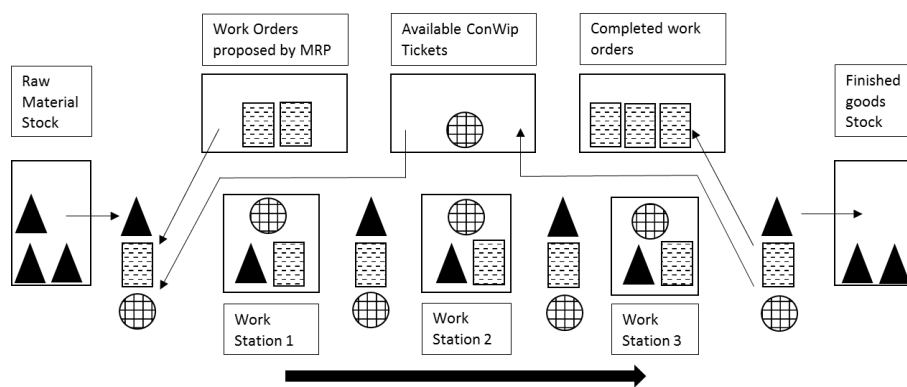 Work Orders
proposed by MRP
Available ConWip
Tickets
Completed work
orders
Raw
Material
Stock
Finished
goods
Stock
Work
Station 1
Work
Station 2
Work
Station 3